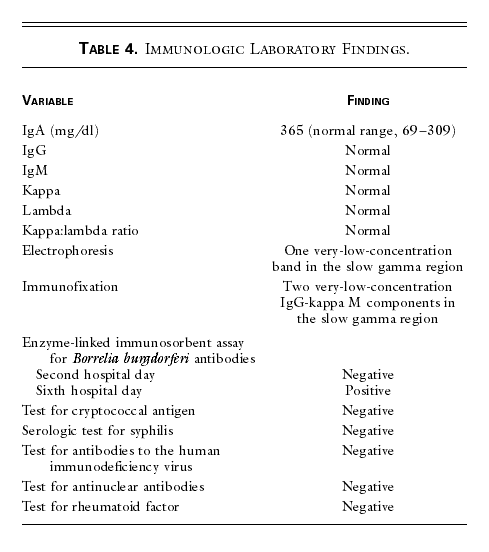 TABLE 4. IMMUNOLOGIC LABORATORY FINDINGS.
VARIABLE FINDING
IgA (mg/dl) 365 (normal range, 69–309)
IgG Normal
IgM Normal
Kappa Normal
Lambda Normal
Kappa:lambda ratio Normal
Electrophoresis One very-low-concentration
band in the slow gamma region
Immunofixation Two very-low-concentration
IgG-kappa M components in
the slow gamma region
Enzyme-linked immunosorbent assay
for Borrelia burgdorferi antibodies
Second hospital day Negative
Sixth hospital day Positive
Test for cryptococcal antigen Negative
Serologic test for syphilis Negative
Test for antibodies to the human Negative
immunodeficiency virus
Test for antinuclear antibodies Negative
Test for rheumatoid factor Negative